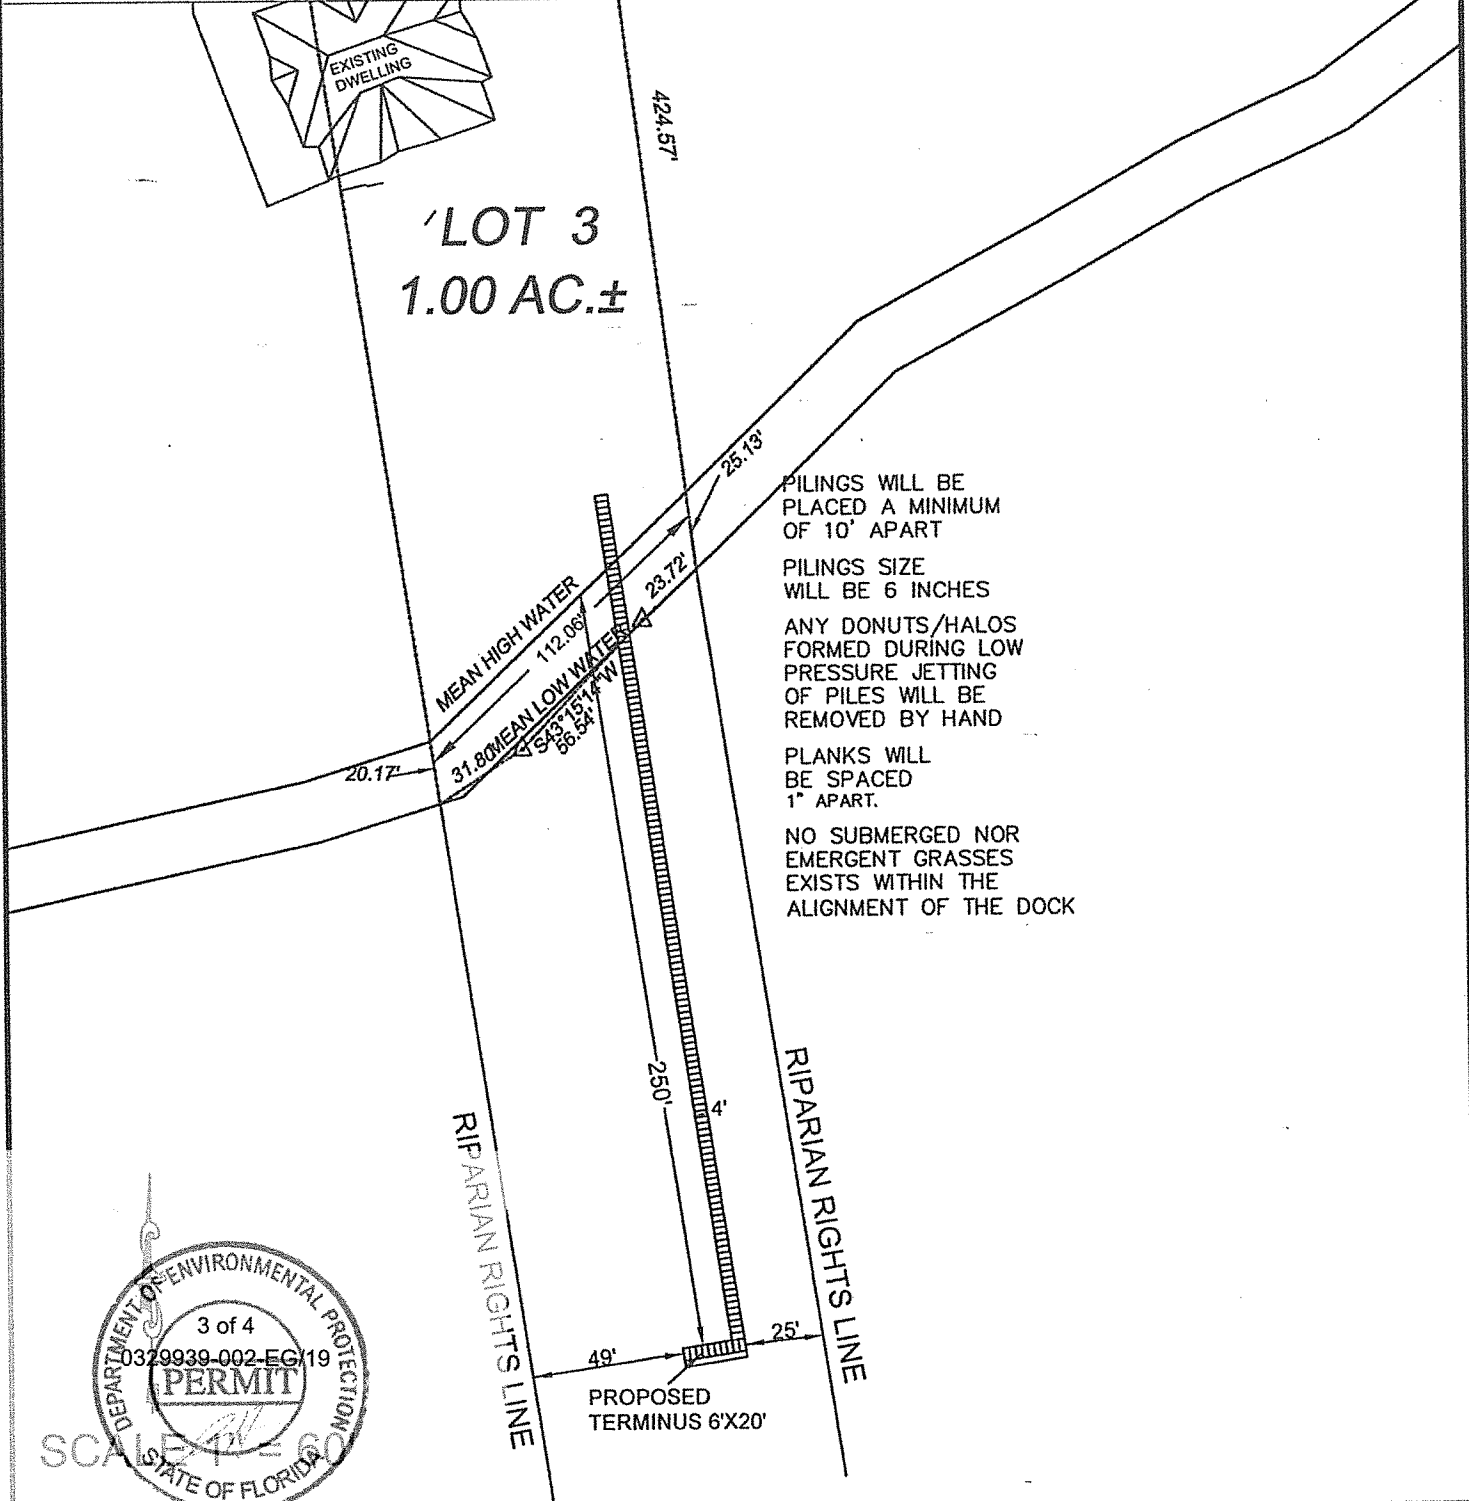 EXISTING
DWELLING
424.57'
LOT 3
1.00 AC.±
25.13'
PILINGS WILL BE
PLACED A MINIMUM
OF 10' APART
PILINGS SIZE
WILL BE 6 INCHES
ANY DONUTS/HALOS
FORMED DURING LOW
PRESSURE JETTING
OF PILES WILL BE
REMOVED BY HAND
PLANKS WILL
BE SPACED
1" APART.
NO SUBMERGED NOR
EMERGENT GRASSES
EXISTS WITHIN THE
ALIGNMENT OF THE DOCK
MEAN HIGH WATER
112.06'
23.72'
MEAN LOW WATER
S43°15'14"W
56.54'
31.80'
20.17'
250'
4'
RIPARIAN RIGHTS LINE
RIPARIAN RIGHTS LINE
49'
25'
PROPOSED
TERMINUS 6'X20'
DEPARTMENT OF ENVIRONMENTAL PROTECTION
3 of 4
0329939-002-EG/19
PERMIT
STATE OF FLORIDA
SCALE 1" = 60